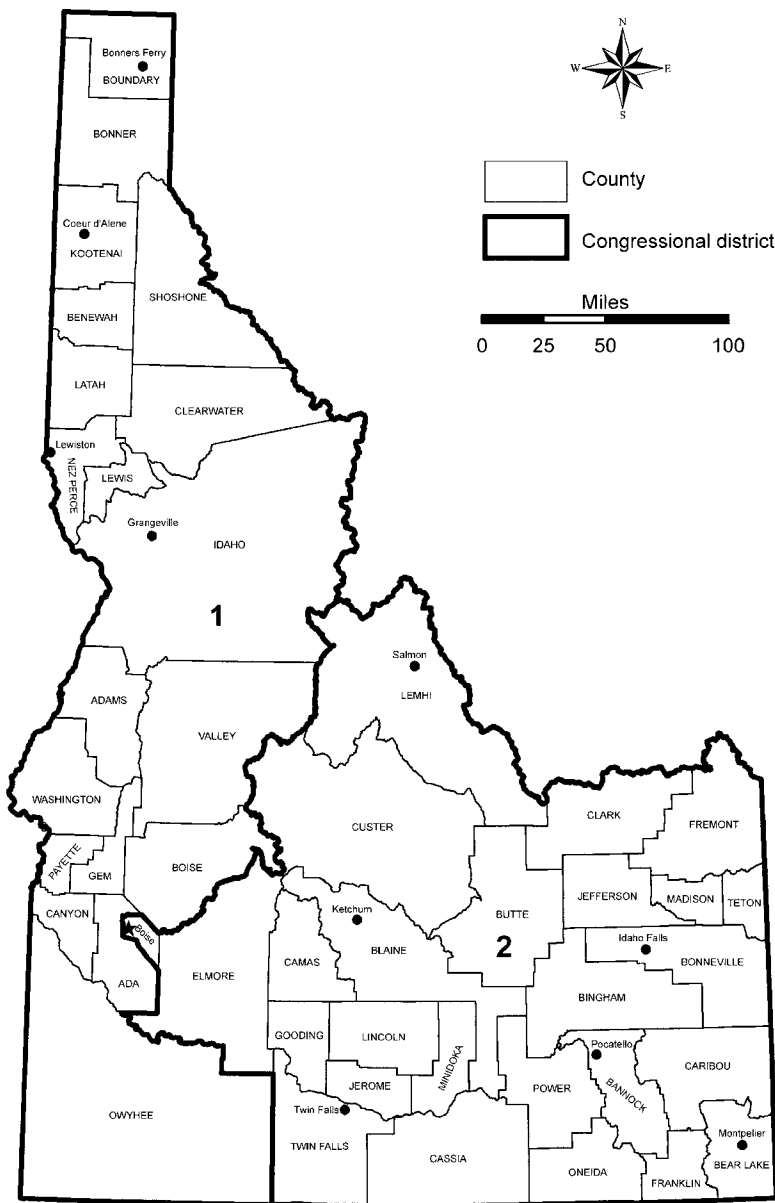 N
W E
S
Bonners Ferry
BOUNDARY
BONNER
County
Coeur d'Alene
KOOTENAI
Congressional district
SHOSHONE
Miles
BENEWAH
0 25 50 100
LATAH
CLEARWATER
Lewiston
NEZ PERCE
LEWIS
Grangeville
IDAHO
1
Salmon
LEMHI
ADAMS
VALLEY
WASHINGTON
CUSTER
CLARK
FREMONT
PAYETTE
GEM
BOISE
JEFFERSON
MADISON
TETON
CANYON
Boise
Ketchum
BUTTE
2
BLAINE
Idaho Falls
BONNEVILLE
ADA
ELMORE
CAMAS
BINGHAM
GOODING
LINCOLN
MINIDOKA
Pocatello
CARIBOU
JEROME
POWER
BANNOCK
OWYHEE
Twin Falls
TWIN FALLS
CASSIA
Montpelier
BEAR LAKE
ONEIDA
FRANKLIN